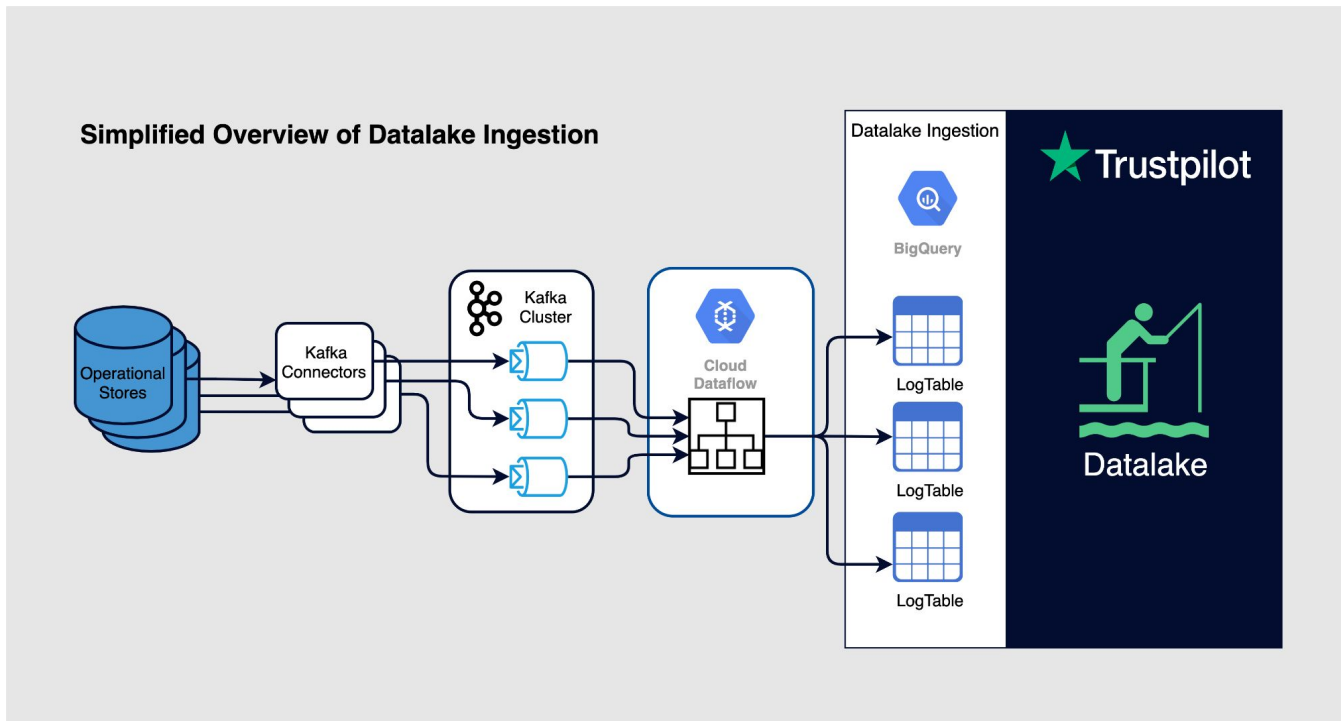 Simplified Overview of Datalake Ingestion
Operational
Stores
Kafka
Connectors
Kafka
Cluster
Cloud
Dataflow
Datalake Ingestion
BigQuery
LogTable
LogTable
LogTable
Trustpilot
Datalake